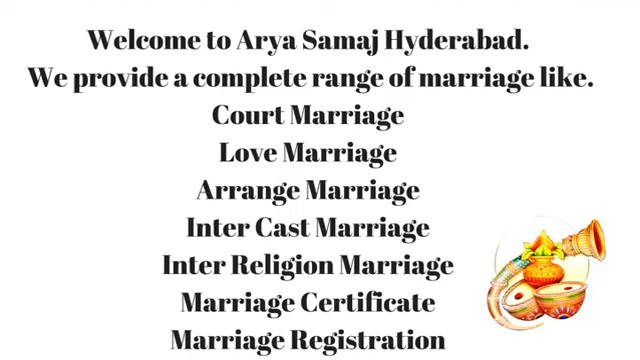 Welcome to Arya Samaj Hyderabad.
We provide a complete range of marriage like.
Court Marriage
Love Marriage
Arrange Marriage
Inter Cast Marriage
Inter Religion Marriage
Marriage Certificate
Marriage Registration